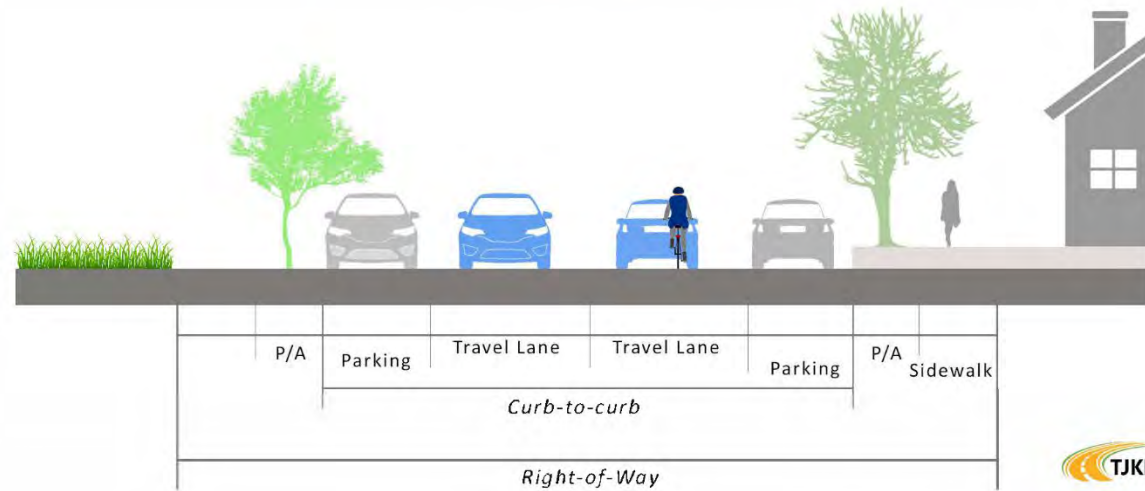 P/A
Parking
Travel Lane
Travel Lane
Parking
P/A
Sidewalk
Curb-to-curb
Right-of-Way